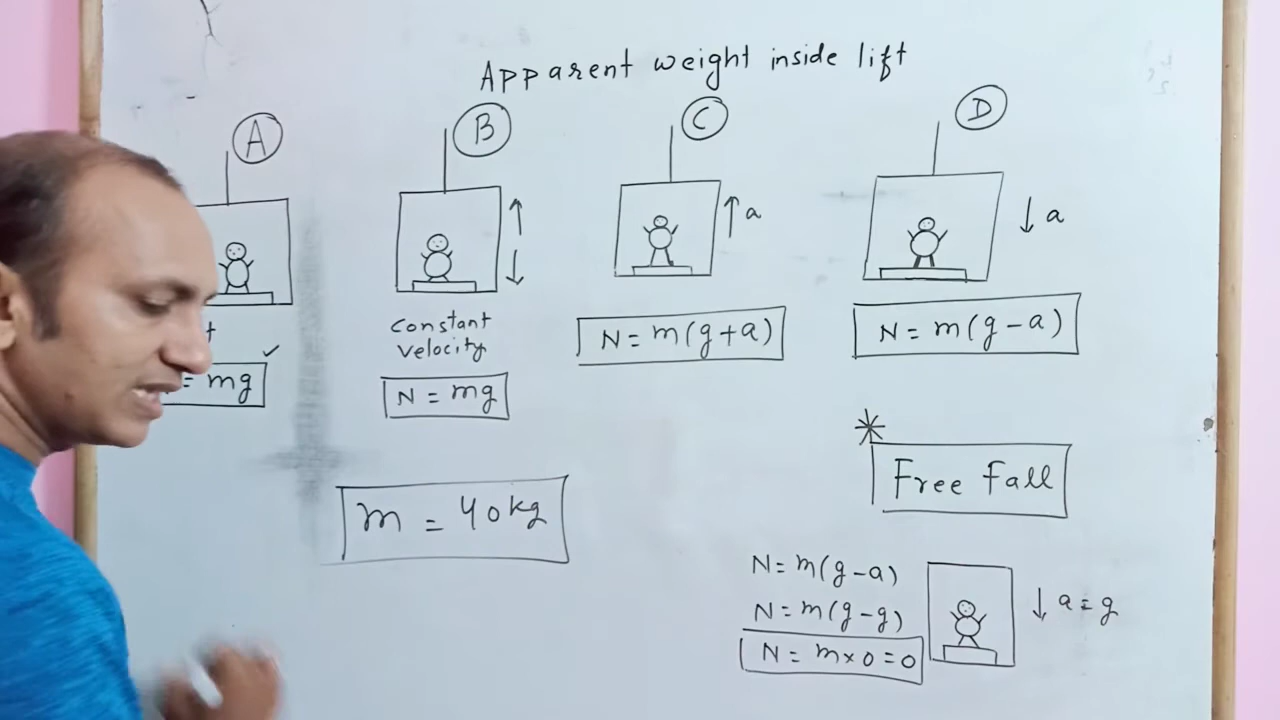 Apparent weight inside lift
A
B
C
D
a
a
constant
velocity
= mg
N = mg
N = m(g+a)
N = m(g-a)
*
Free fall
m = 40kg
N = m(g-a)
N = m(g-g)
N = m×0=0
a=g